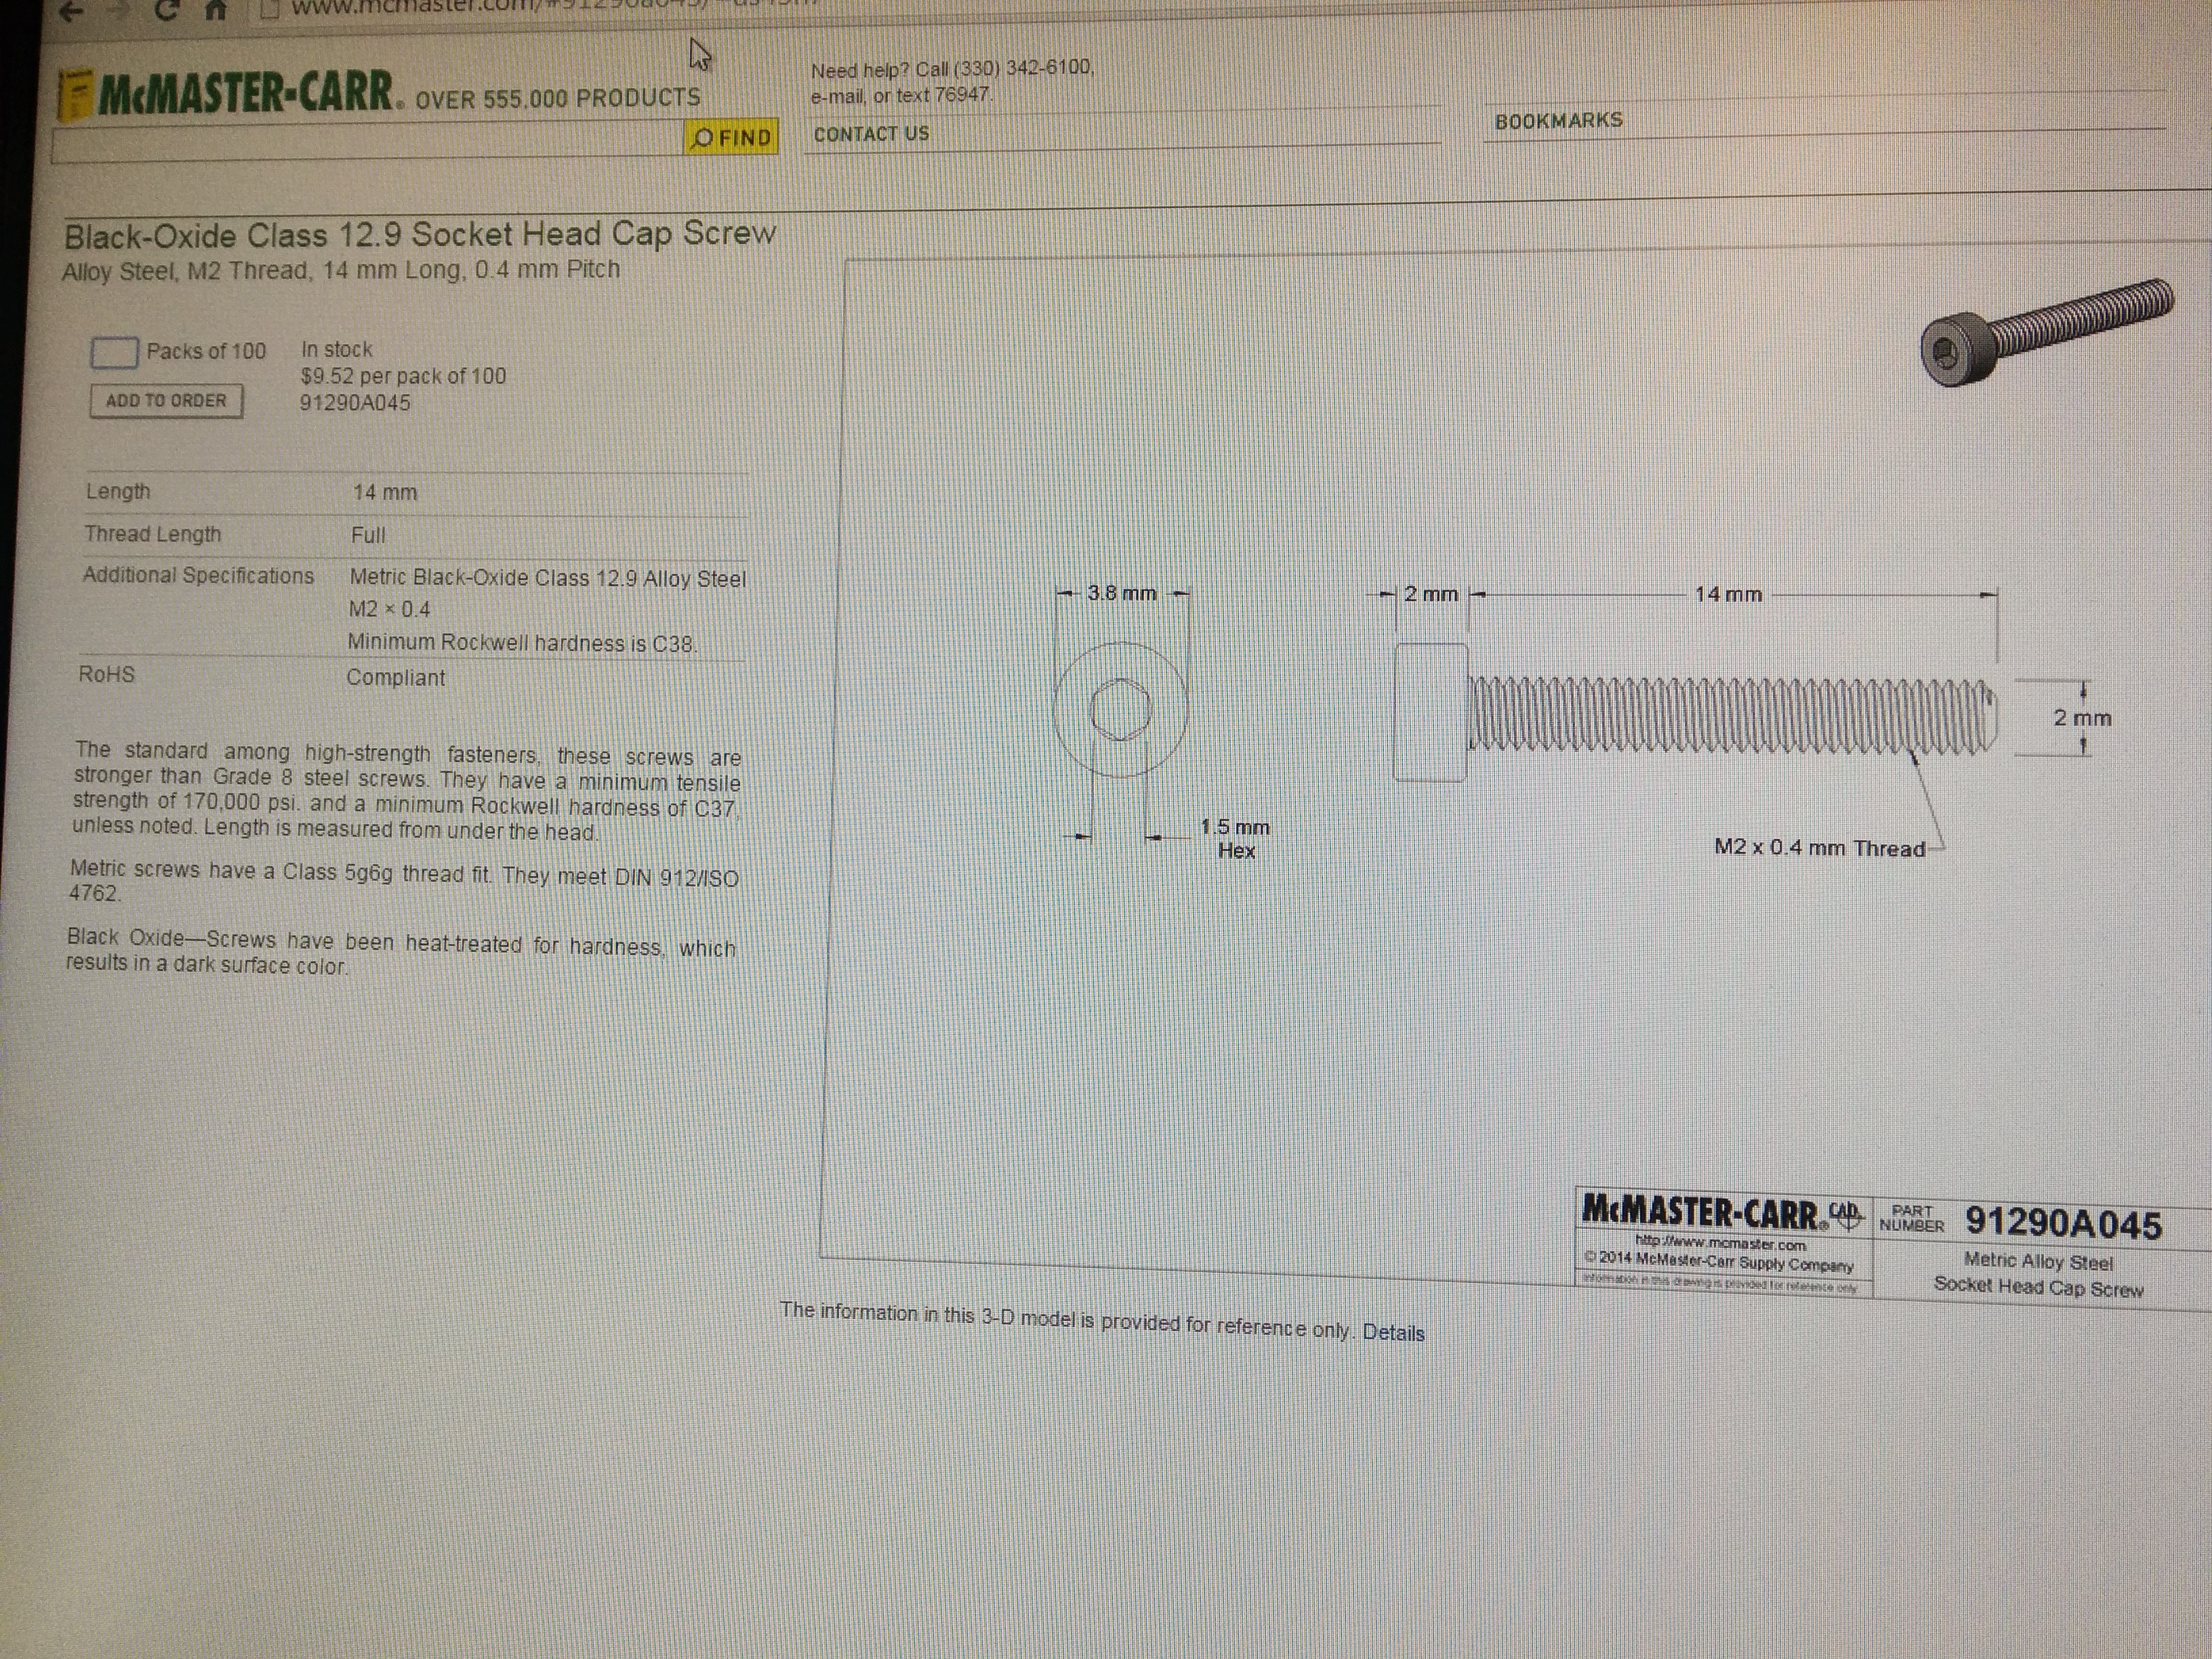 McMASTER-CARR® OVER 555,000 PRODUCTS
FIND
Need help? Call (330) 342-6100,
e-mail, or text 76947.
CONTACT US
BOOKMARKS
Black-Oxide Class 12.9 Socket Head Cap Screw
Alloy Steel, M2 Thread, 14 mm Long, 0.4 mm Pitch
Packs of 100
ADD TO ORDER
In stock
$9.52 per pack of 100
91290A045
Length 14 mm
Thread Length Full
Additional Specifications Metric Black-Oxide Class 12.9 Alloy Steel
M2 × 0.4
Minimum Rockwell hardness is C38.
RoHS Compliant
The standard among high-strength fasteners, these screws are
stronger than Grade 8 steel screws. They have a minimum tensile
strength of 170,000 psi. and a minimum Rockwell hardness of C37,
unless noted. Length is measured from under the head.
Metric screws have a Class 5g6g thread fit. They meet DIN 912/ISO
4762.
Black Oxide—Screws have been heat-treated for hardness, which
results in a dark surface color.
3.8 mm
2 mm
14 mm
2 mm
1.5 mm
Hex
M2 x 0.4 mm Thread
McMASTER-CARR® CAD
http://www.mcmaster.com
© 2014 McMaster-Carr Supply Company
Information in this drawing is provided for reference only.
PART
NUMBER
91290A045
Metric Alloy Steel
Socket Head Cap Screw
The information in this 3-D model is provided for reference only. Details